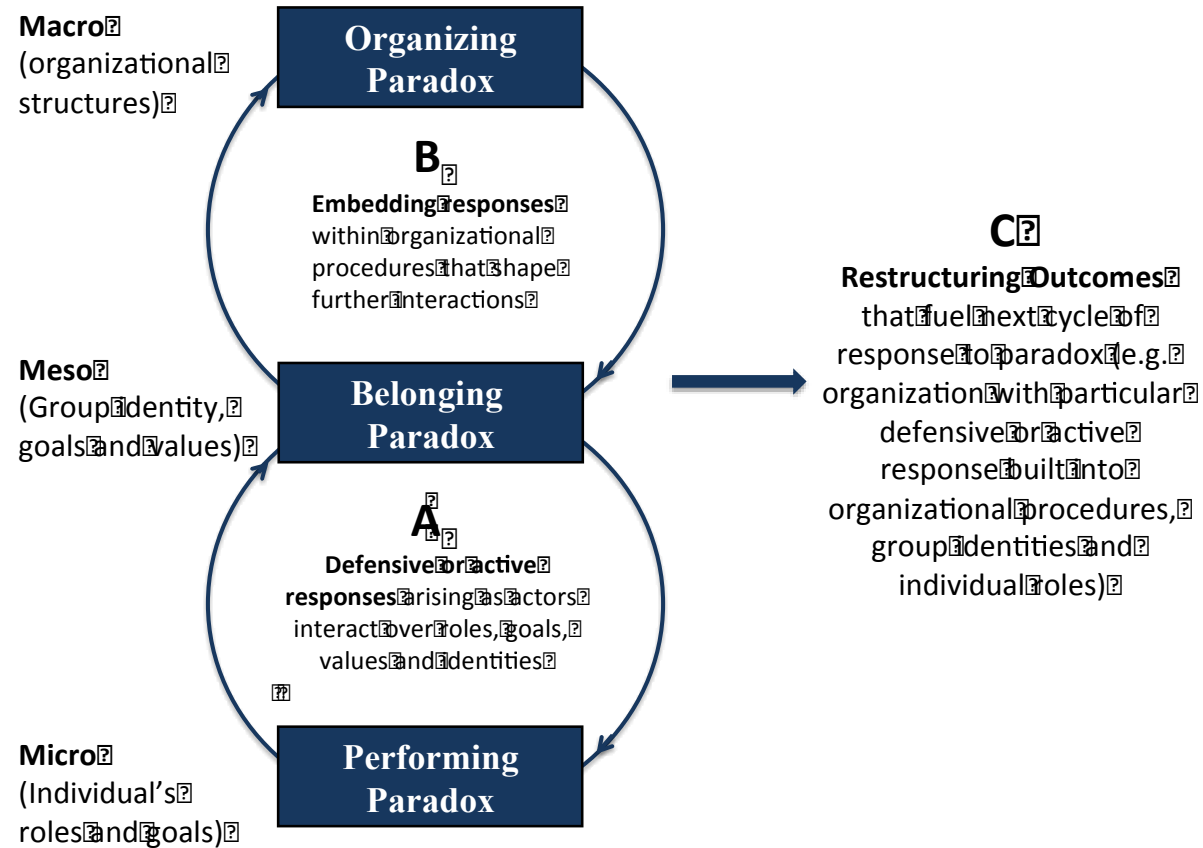 Macro
(organizational
structures)
Organizing
Paradox
B
Embedding responses
within organizational
procedures that shape
further interactions
Meso
(Group identity,
goals and values)
Belonging
Paradox
A
Defensive or active
responses arising as actors
interact over roles, goals,
values and identities
Micro
(Individual's
roles and goals)
Performing
Paradox
C
Restructuring Outcomes
that fuel next cycle of
response to paradox (e.g.
organization with particular
defensive or active
response built into
organizational procedures,
group identities and
individual roles)